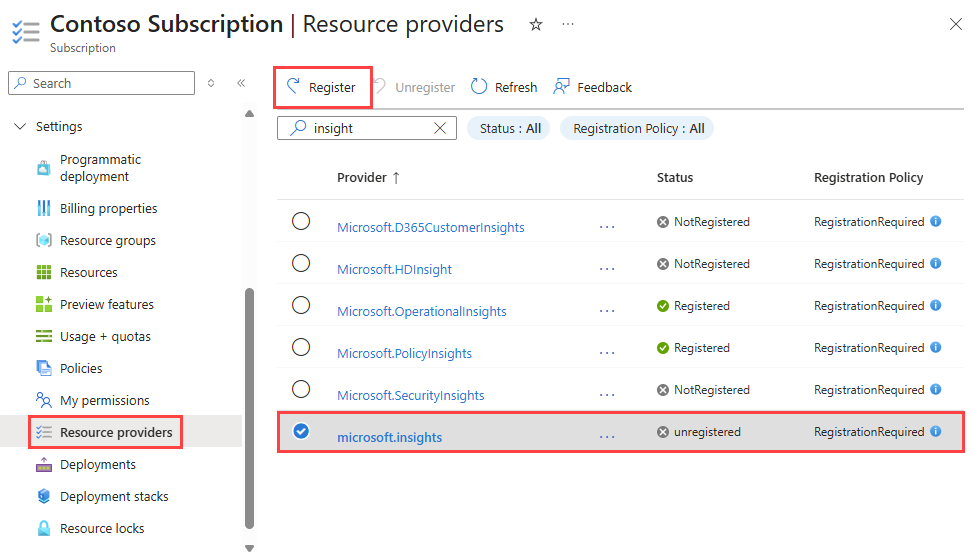 Contoso Subscription | Resource providers
Subscription
Search
Settings
Programmatic
deployment
Billing properties
Resource groups
Resources
Preview features
Usage + quotas
Policies
My permissions
Resource providers
Deployments
Deployment stacks
Resource locks
Register Unregister Refresh Feedback
insight Status : All Registration Policy : All
Provider ↑ Status Registration Policy
Microsoft.D365CustomerInsights ... NotRegistered RegistrationRequired
Microsoft.HDInsight ... NotRegistered RegistrationRequired
Microsoft.OperationalInsights ... Registered RegistrationRequired
Microsoft.PolicyInsights ... Registered RegistrationRequired
Microsoft.SecurityInsights ... NotRegistered RegistrationRequired
microsoft.insights ... unregistered RegistrationRequired